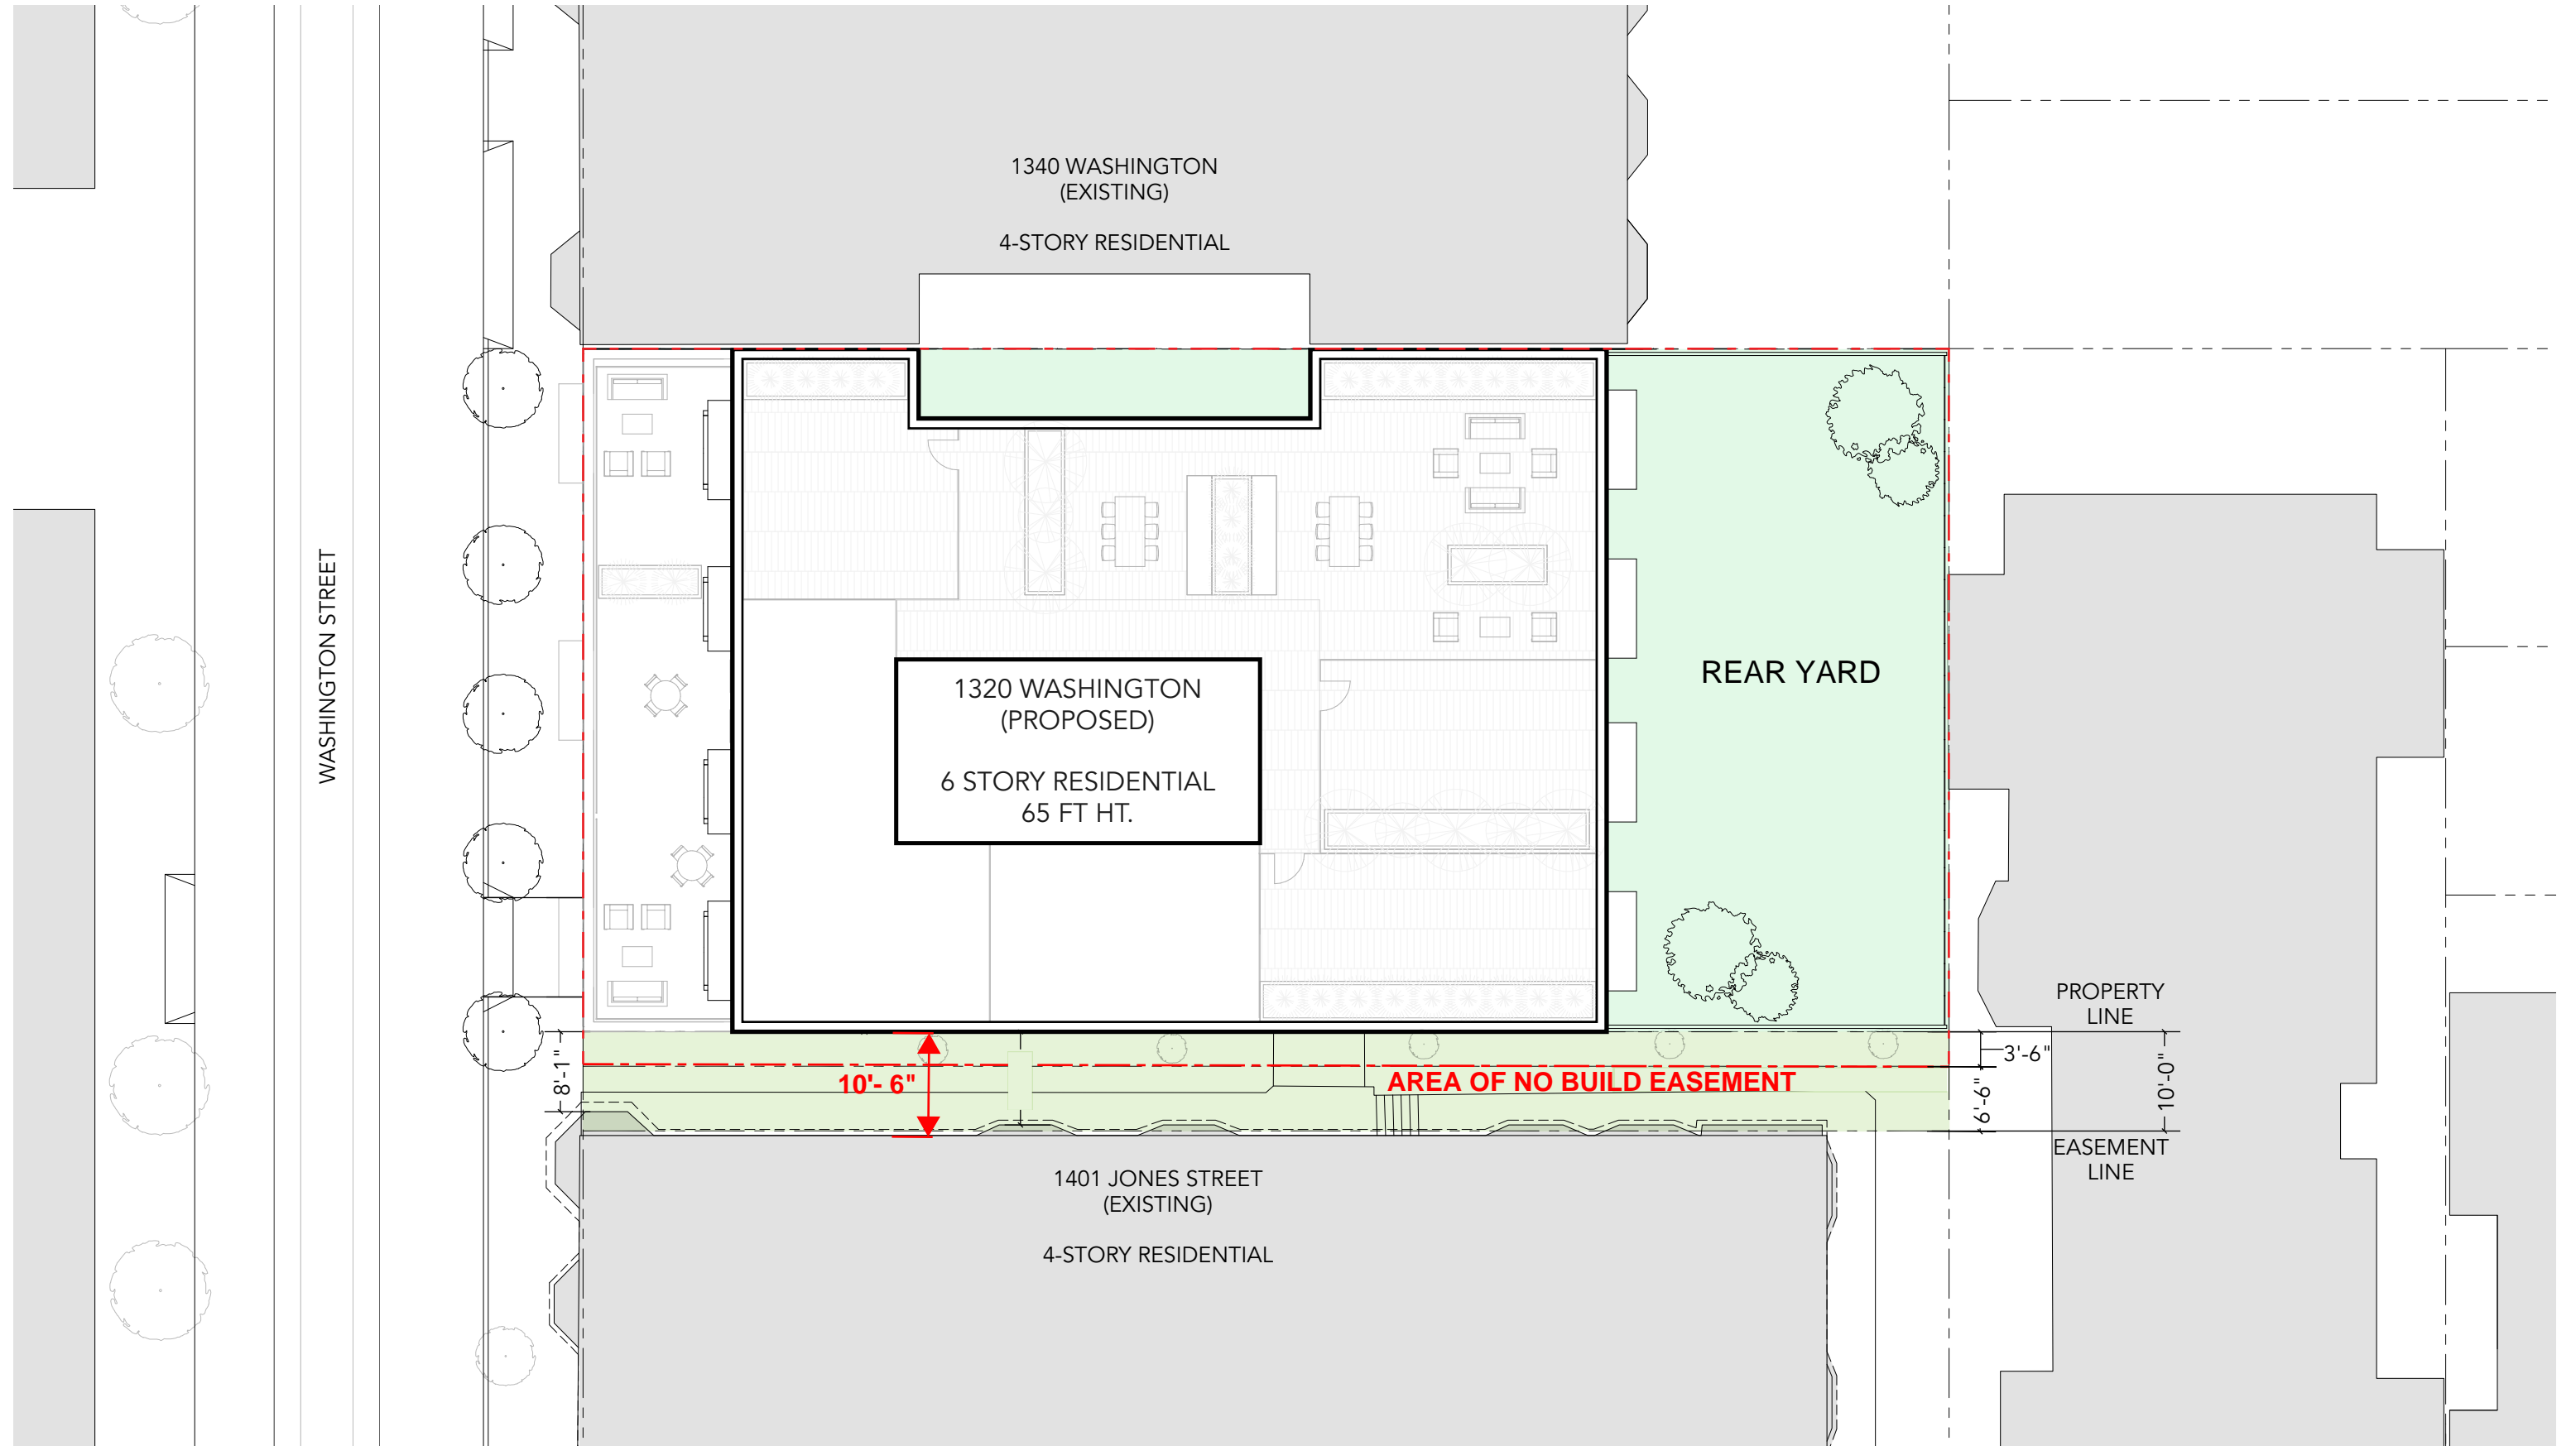 1340 WASHINGTON
(EXISTING)
4-STORY RESIDENTIAL
WASHINGTON STREET
1320 WASHINGTON
(PROPOSED)
6 STORY RESIDENTIAL
65 FT HT.
REAR YARD
PROPERTY
LINE
8'-1"
10'- 6"
AREA OF NO BUILD EASEMENT
3'-6"
6'-6"
10'-0"
EASEMENT
LINE
1401 JONES STREET
(EXISTING)
4-STORY RESIDENTIAL